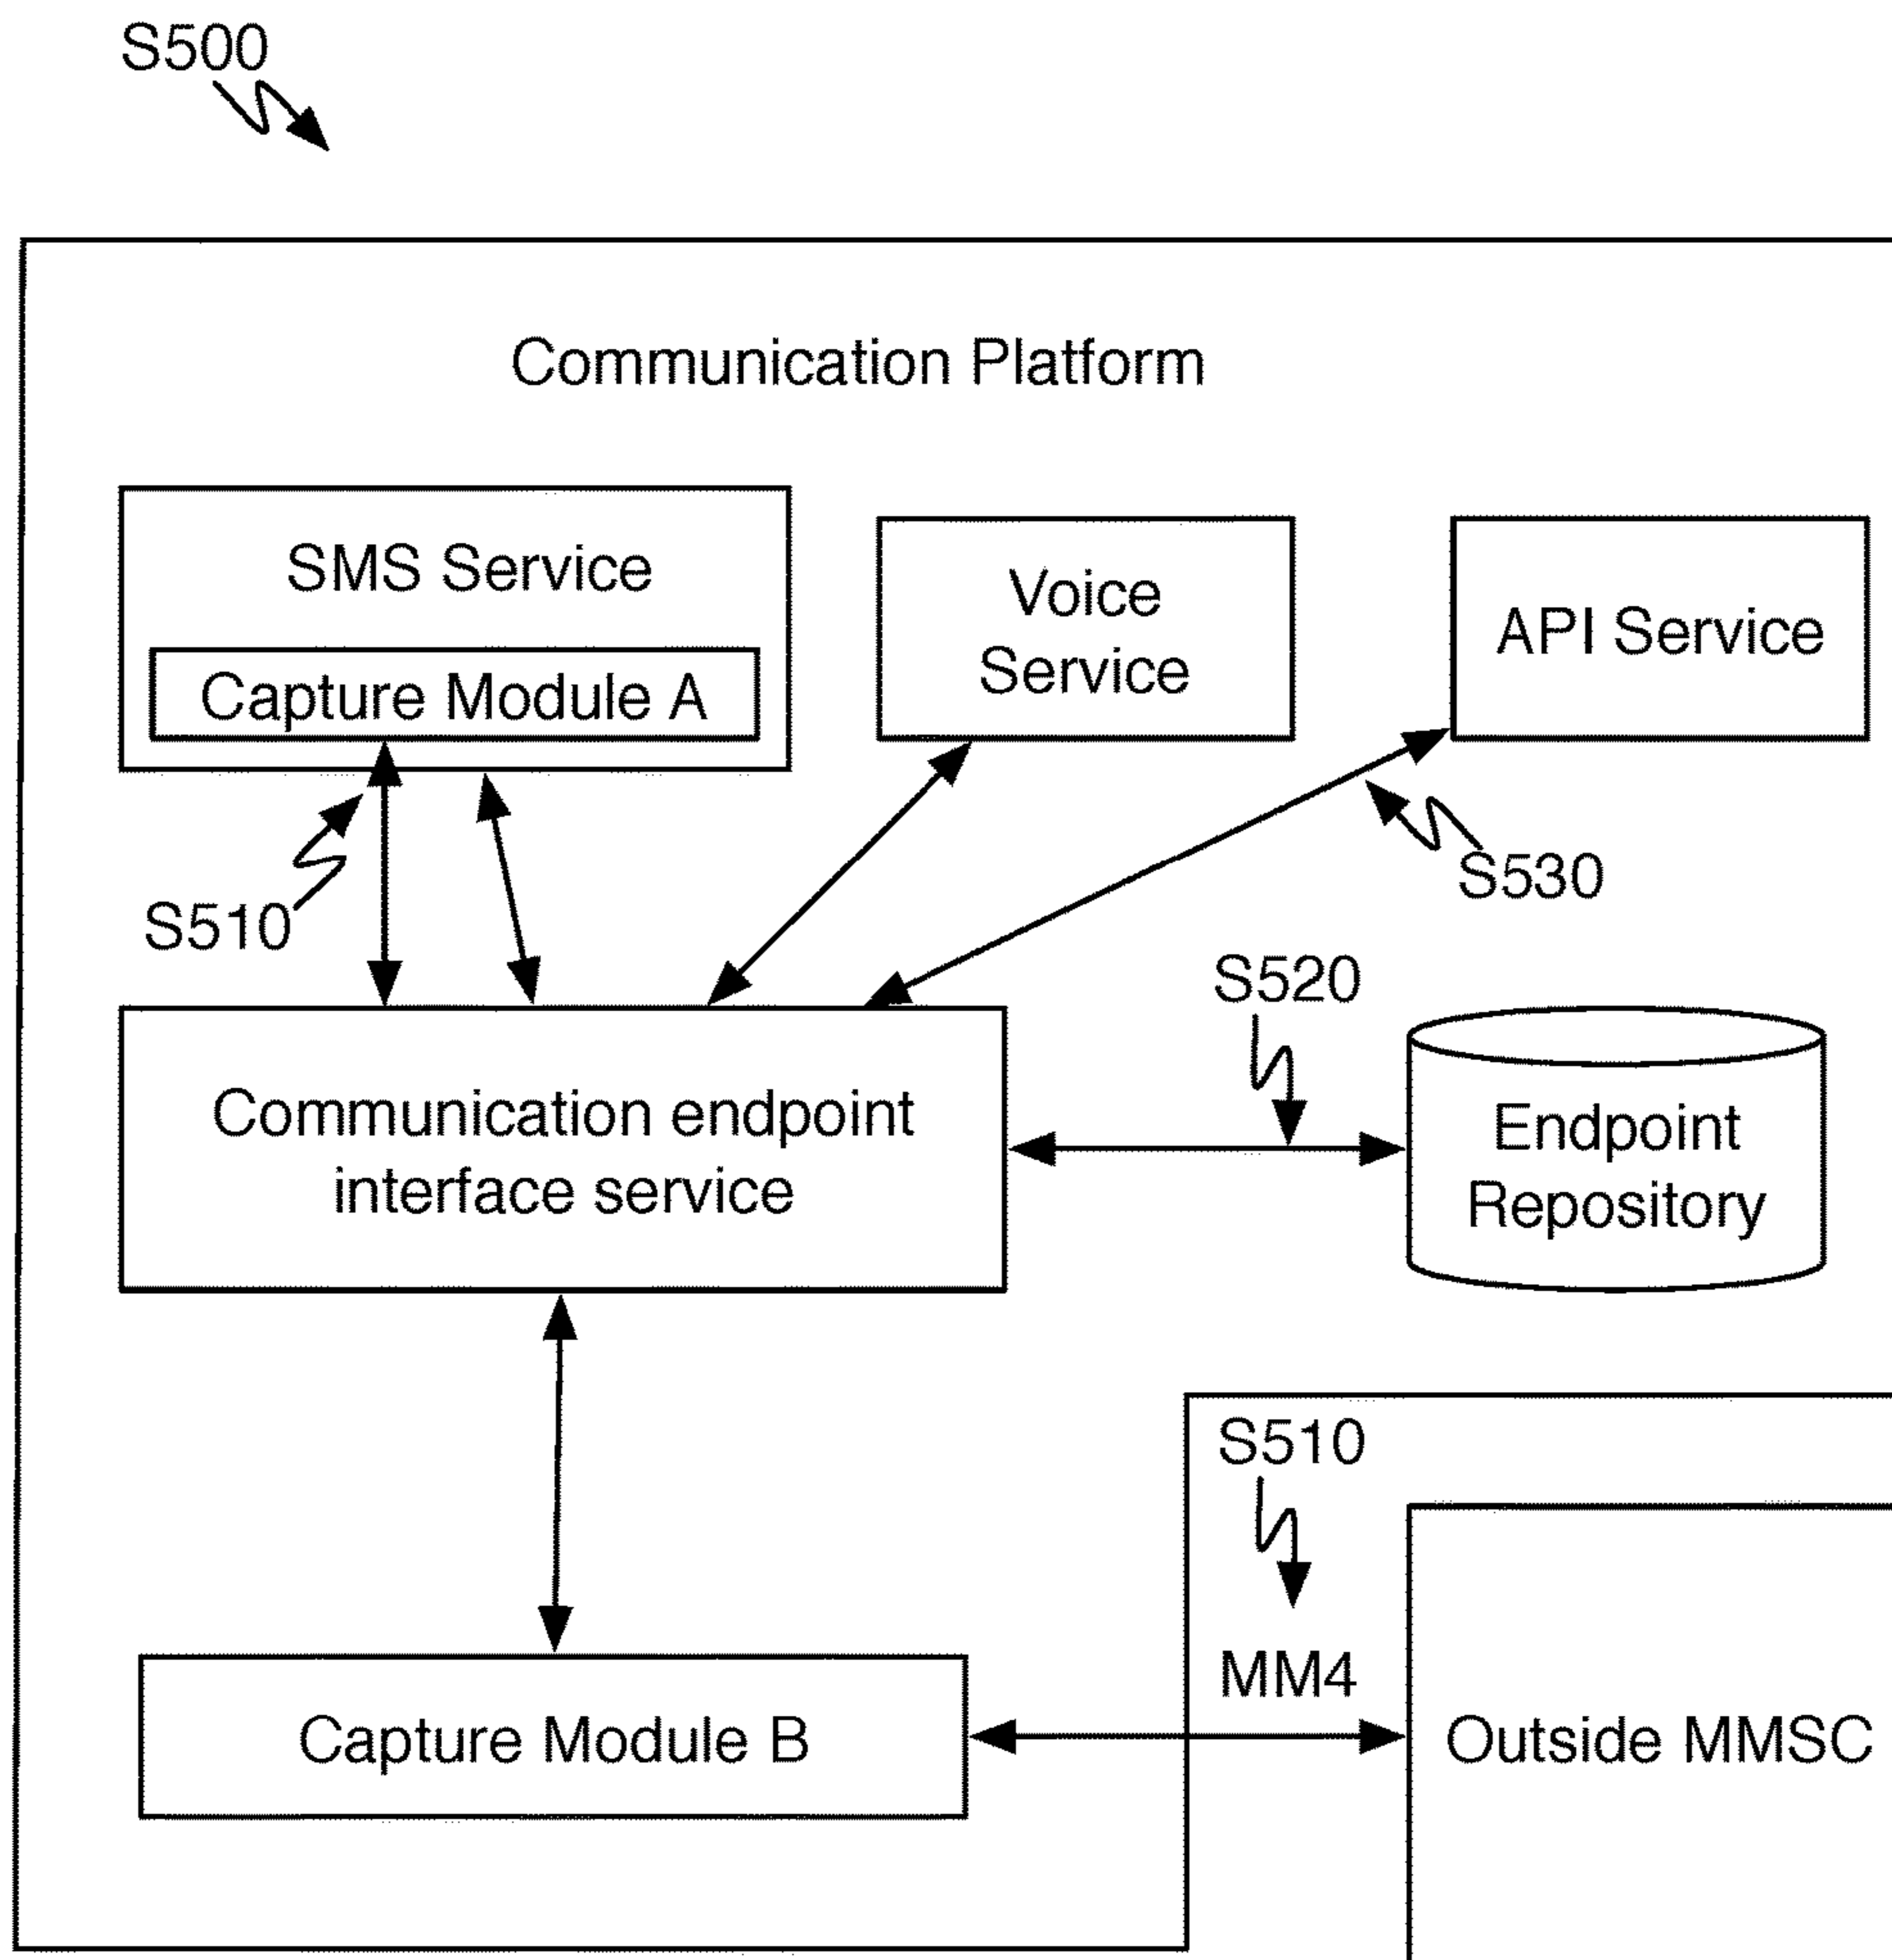 S500
Communication Platform
SMS Service
Capture Module A
Voice
Service
API Service
S510
S530
S520
Communication endpoint
interface service
Endpoint
Repository
S510
MM4
Capture Module B
Outside MMSC